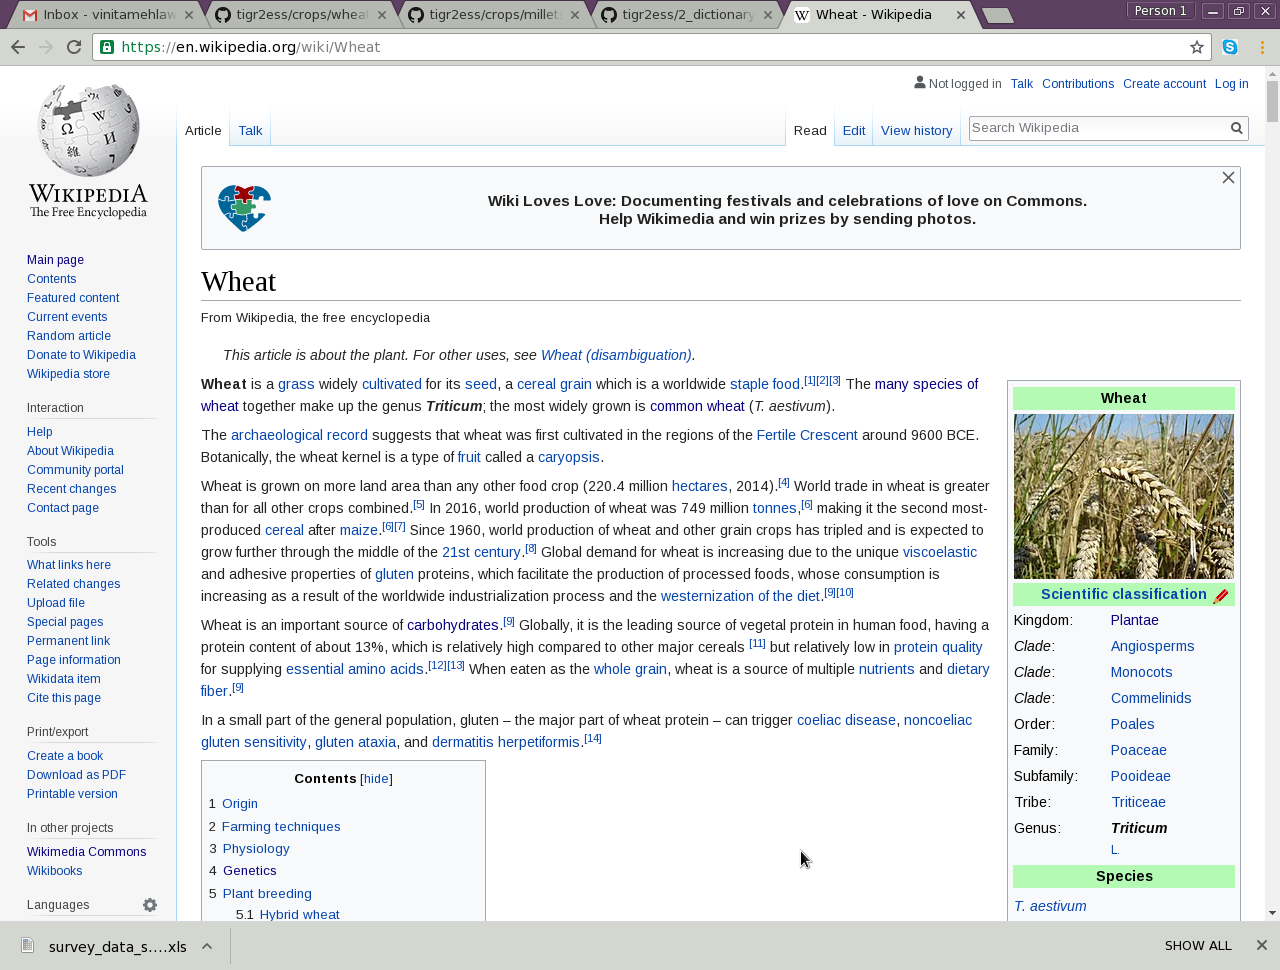 Inbox - vinitamehlaw
tigr2ess/crops/wheat
tigr2ess/crops/millets
tigr2ess/2_dictionary
Wheat - Wikipedia
Person 1
https://en.wikipedia.org/wiki/Wheat
Not logged in Talk Contributions Create account Log in
Article Talk Read Edit View history Search Wikipedia
WIKIPEDIA
The Free Encyclopedia
Main page
Contents
Featured content
Current events
Random article
Donate to Wikipedia
Wikipedia store
Interaction
Help
About Wikipedia
Community portal
Recent changes
Contact page
Tools
What links here
Related changes
Upload file
Special pages
Permanent link
Page information
Wikidata item
Cite this page
Print/export
Create a book
Download as PDF
Printable version
In other projects
Wikimedia Commons
Wikibooks
Languages
Wiki Loves Love: Documenting festivals and celebrations of love on Commons.
Help Wikimedia and win prizes by sending photos.
Wheat
From Wikipedia, the free encyclopedia
This article is about the plant. For other uses, see Wheat (disambiguation).
Wheat is a grass widely cultivated for its seed, a cereal grain which is a worldwide staple food.[1][2][3] The many species of
wheat together make up the genus Triticum; the most widely grown is common wheat (T. aestivum).
The archaeological record suggests that wheat was first cultivated in the regions of the Fertile Crescent around 9600 BCE.
Botanically, the wheat kernel is a type of fruit called a caryopsis.
Wheat is grown on more land area than any other food crop (220.4 million hectares, 2014).[4] World trade in wheat is greater
than for all other crops combined.[5] In 2016, world production of wheat was 749 million tonnes,[6] making it the second most-
produced cereal after maize.[6][7] Since 1960, world production of wheat and other grain crops has tripled and is expected to
grow further through the middle of the 21st century.[8] Global demand for wheat is increasing due to the unique viscoelastic
and adhesive properties of gluten proteins, which facilitate the production of processed foods, whose consumption is
increasing as a result of the worldwide industrialization process and the westernization of the diet.[9][10]
Wheat is an important source of carbohydrates.[9] Globally, it is the leading source of vegetal protein in human food, having a
protein content of about 13%, which is relatively high compared to other major cereals [11] but relatively low in protein quality
for supplying essential amino acids.[12][13] When eaten as the whole grain, wheat is a source of multiple nutrients and dietary
fiber.[9]
In a small part of the general population, gluten – the major part of wheat protein – can trigger coeliac disease, noncoeliac
gluten sensitivity, gluten ataxia, and dermatitis herpetiformis.[14]
Contents [hide]
1 Origin
2 Farming techniques
3 Physiology
4 Genetics
5 Plant breeding
5.1 Hybrid wheat
Wheat
Scientific classification
Kingdom: Plantae
Clade: Angiosperms
Clade: Monocots
Clade: Commelinids
Order: Poales
Family: Poaceae
Subfamily: Pooideae
Tribe: Triticeae
Genus: Triticum
L.
Species
T. aestivum
survey_data_s....xls
SHOW ALL